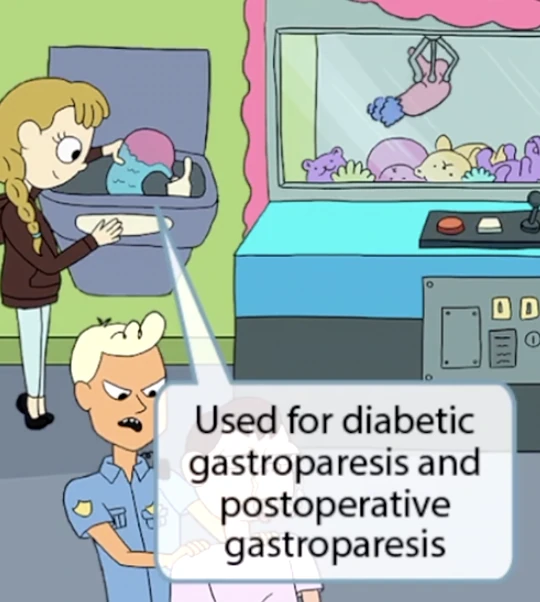 Used for diabetic
gastroparesis and
postoperative
gastroparesis